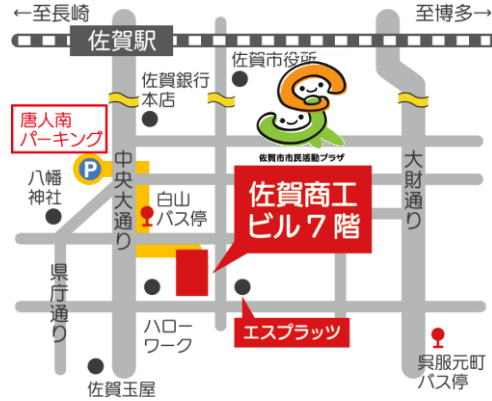 ←至長崎
至博多→
佐賀駅
佐賀市役所
佐賀銀行
本店
唐人南
パーキング
佐賀市市民活動プラザ
P
中央大通り
大財通り
八幡
神社
白山
バス停
佐賀商工
ビル7階
県庁通り
ハロー
ワーク
エスプラッツ
呉服元町
バス停
佐賀玉屋